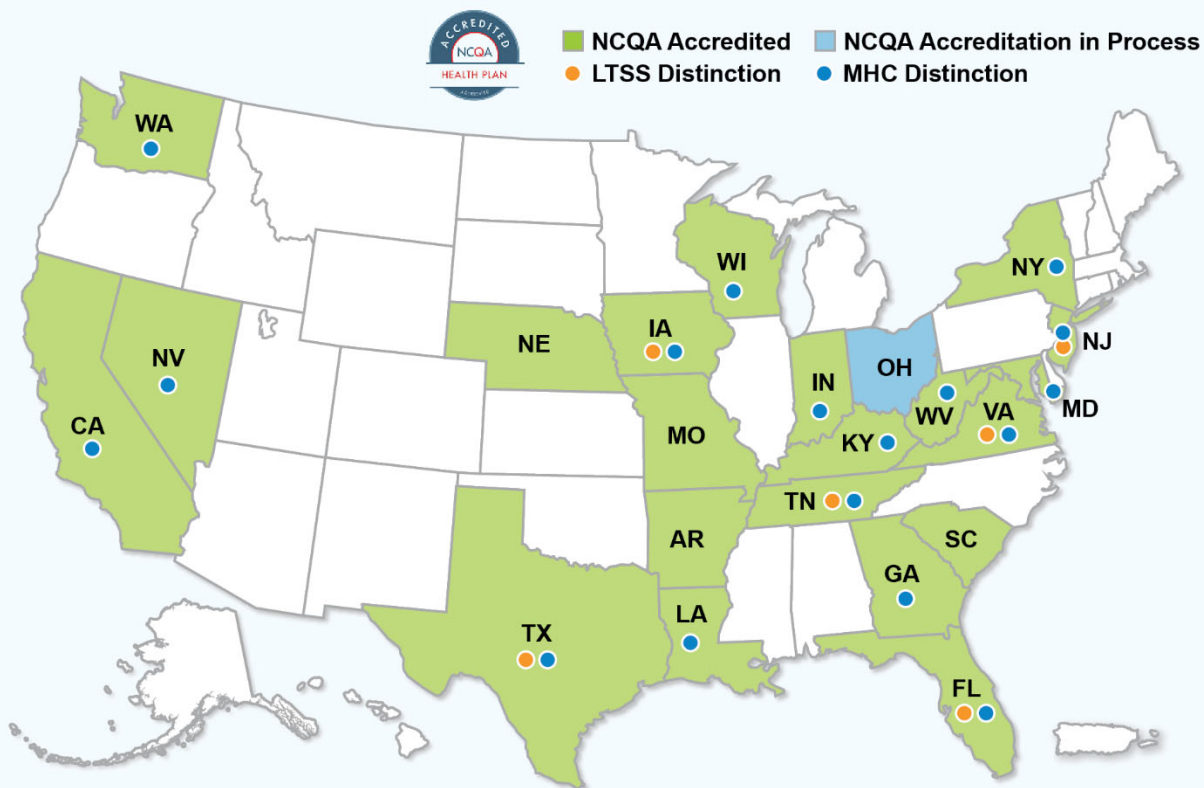 ACCREDITED
NCQA
HEALTH PLAN
ACCREDITED
NCQA Accredited
NCQA Accreditation in Process
LTSS Distinction
MHC Distinction
WA
WI
NY
IA
NE
NJ
NV
OH
IN
CA
WV
VA
MD
KY
MO
TN
AR
SC
GA
LA
TX
FL